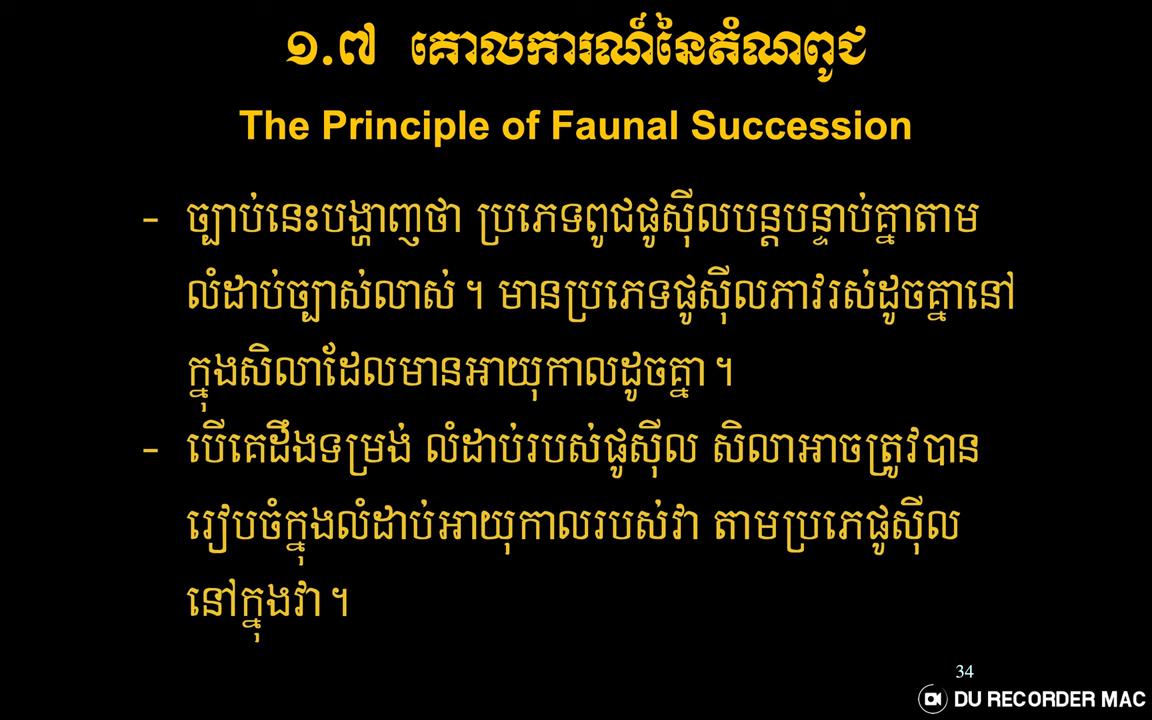 ១.៧ គោលការណ៍នៃតំណពូជ
The Principle of Faunal Succession
- ច្បាប់នេះបង្ហាញថា ប្រភេទពូជផូស៊ីលបន្តបន្ទាប់គ្នាតាម
លំដាប់ច្បាស់លាស់។ មានប្រភេទផូស៊ីលភាវរស់ដូចគ្នានៅ
ក្នុងសិលាដែលមានអាយុកាលដូចគ្នា។
- បើគេដឹងទម្រង់ លំដាប់របស់ផូស៊ីល សិលាអាចត្រូវបាន
រៀបចំក្នុងលំដាប់អាយុកាលរបស់វា តាមប្រភេផូស៊ីល
នៅក្នុងវា។
34
DU RECORDER MAC